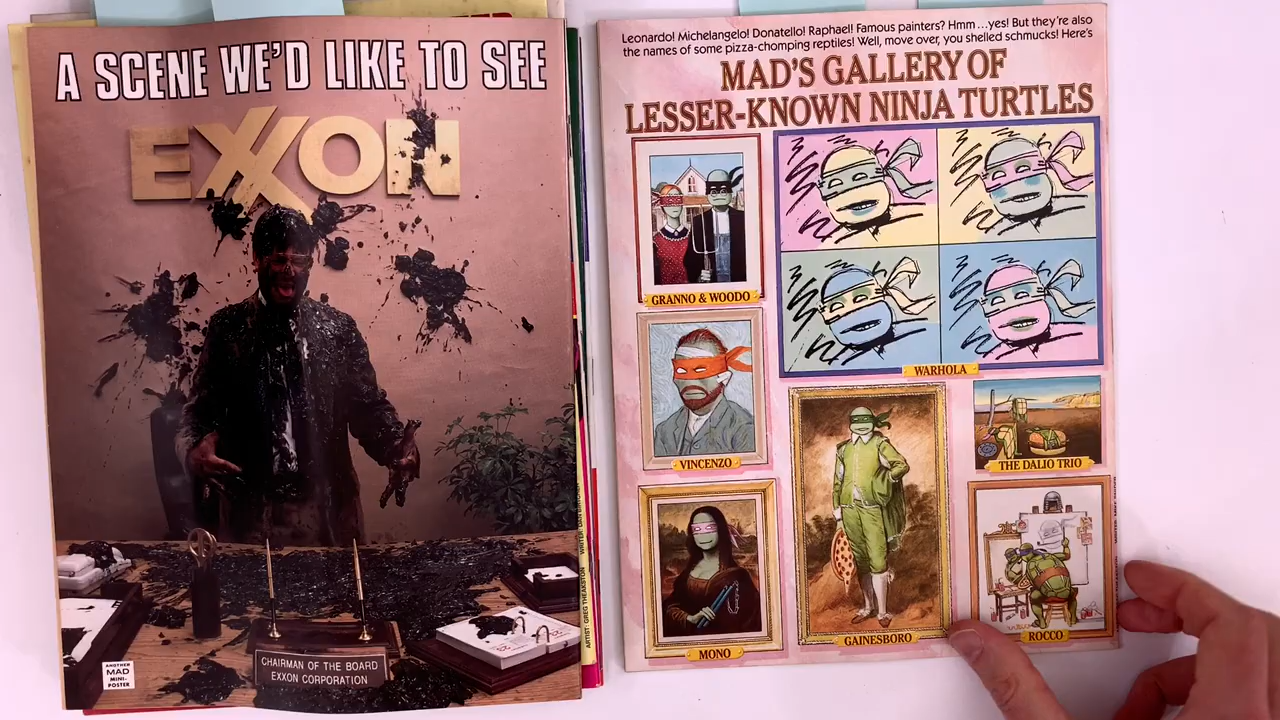 A SCENE WE'D LIKE TO SEE
EXXON
CHAIRMAN OF THE BOARD
EXXON CORPORATION
ANOTHER
MAD
MINI-
POSTER
ARTIST: GREG THEAKSTON
Leonardo! Michelangelo! Donatello! Raphael! Famous painters? Hmm...yes! But they're also
the names of some pizza-chomping reptiles! Well, move over, you shelled schmucks! Here's
MAD'S GALLERY OF
LESSER-KNOWN NINJA TURTLES
GRANNO & WOODO
WARHOLA
VINCENZO
THE DALIO TRIO
MONO
GAINESBORO
ROCCO